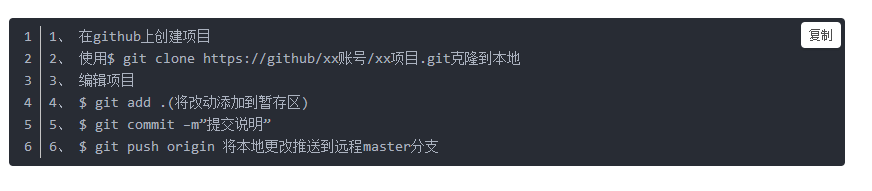 复制
1 1、 在github上创建项目
2 2、 使用$ git clone https://github/xx账号/xx项目.git克隆到本地
3 3、 编辑项目
4 4、 $ git add .(将改动添加到暂存区)
5 5、 $ git commit –m”提交说明”
6 6、 $ git push origin 将本地更改推送到远程master分支